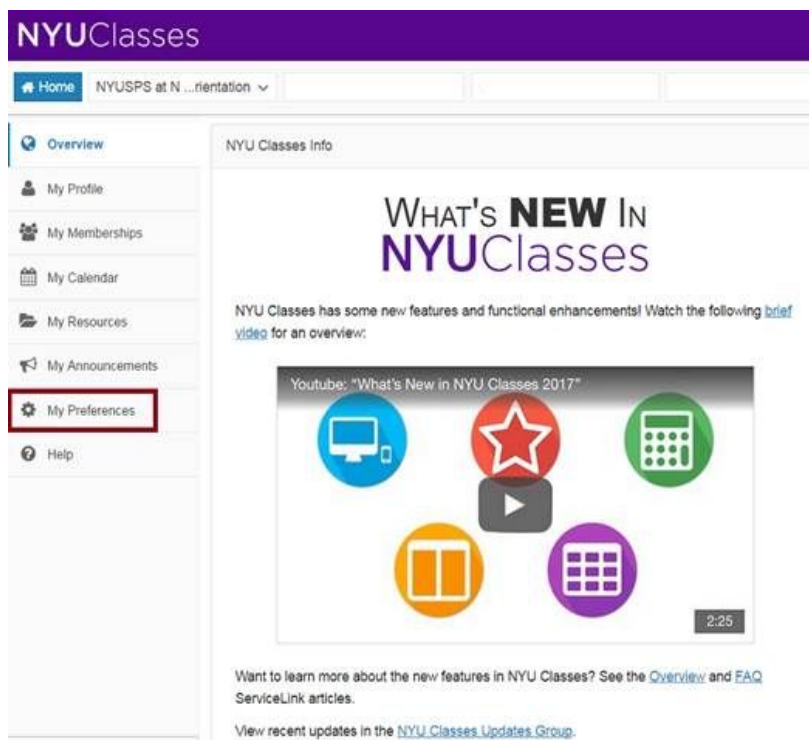 NYUClasses
Home
NYUSPS at N ...rientation
Overview
My Profile
My Memberships
My Calendar
My Resources
My Announcements
My Preferences
Help
NYU Classes Info
WHAT'S NEW IN
NYUClasses
NYU Classes has some new features and functional enhancements! Watch the following brief
video for an overview:
Youtube: "What's New in NYU Classes 2017"
2:25
Want to learn more about the new features in NYU Classes? See the Overview and FAQ
ServiceLink articles.
View recent updates in the NYU Classes Updates Group.